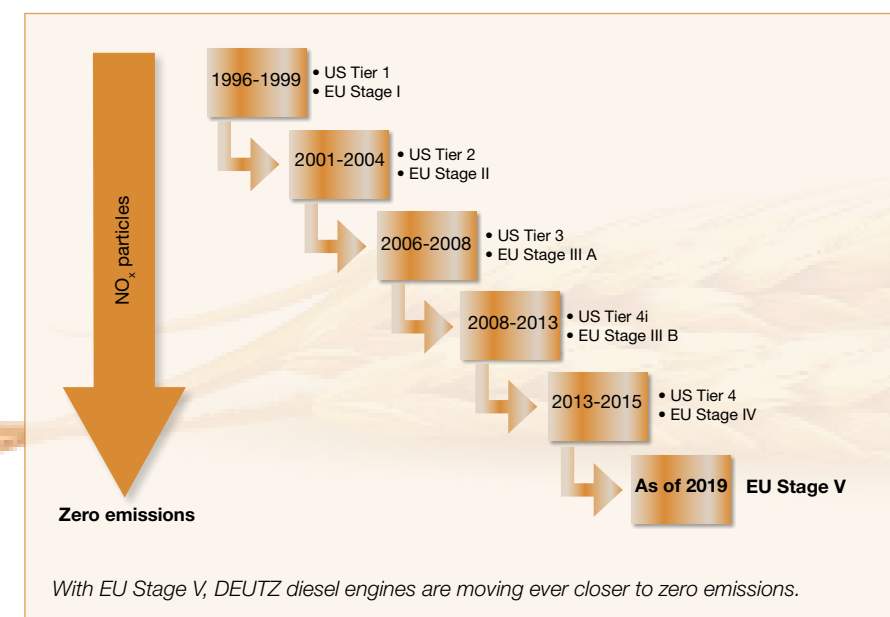 1996-1999
• US Tier 1
• EU Stage I
2001-2004
• US Tier 2
• EU Stage II
2006-2008
• US Tier 3
• EU Stage III A
2008-2013
• US Tier 4i
• EU Stage III B
2013-2015
• US Tier 4
• EU Stage IV
As of 2019
EU Stage V
NOx particles
Zero emissions
With EU Stage V, DEUTZ diesel engines are moving ever closer to zero emissions.